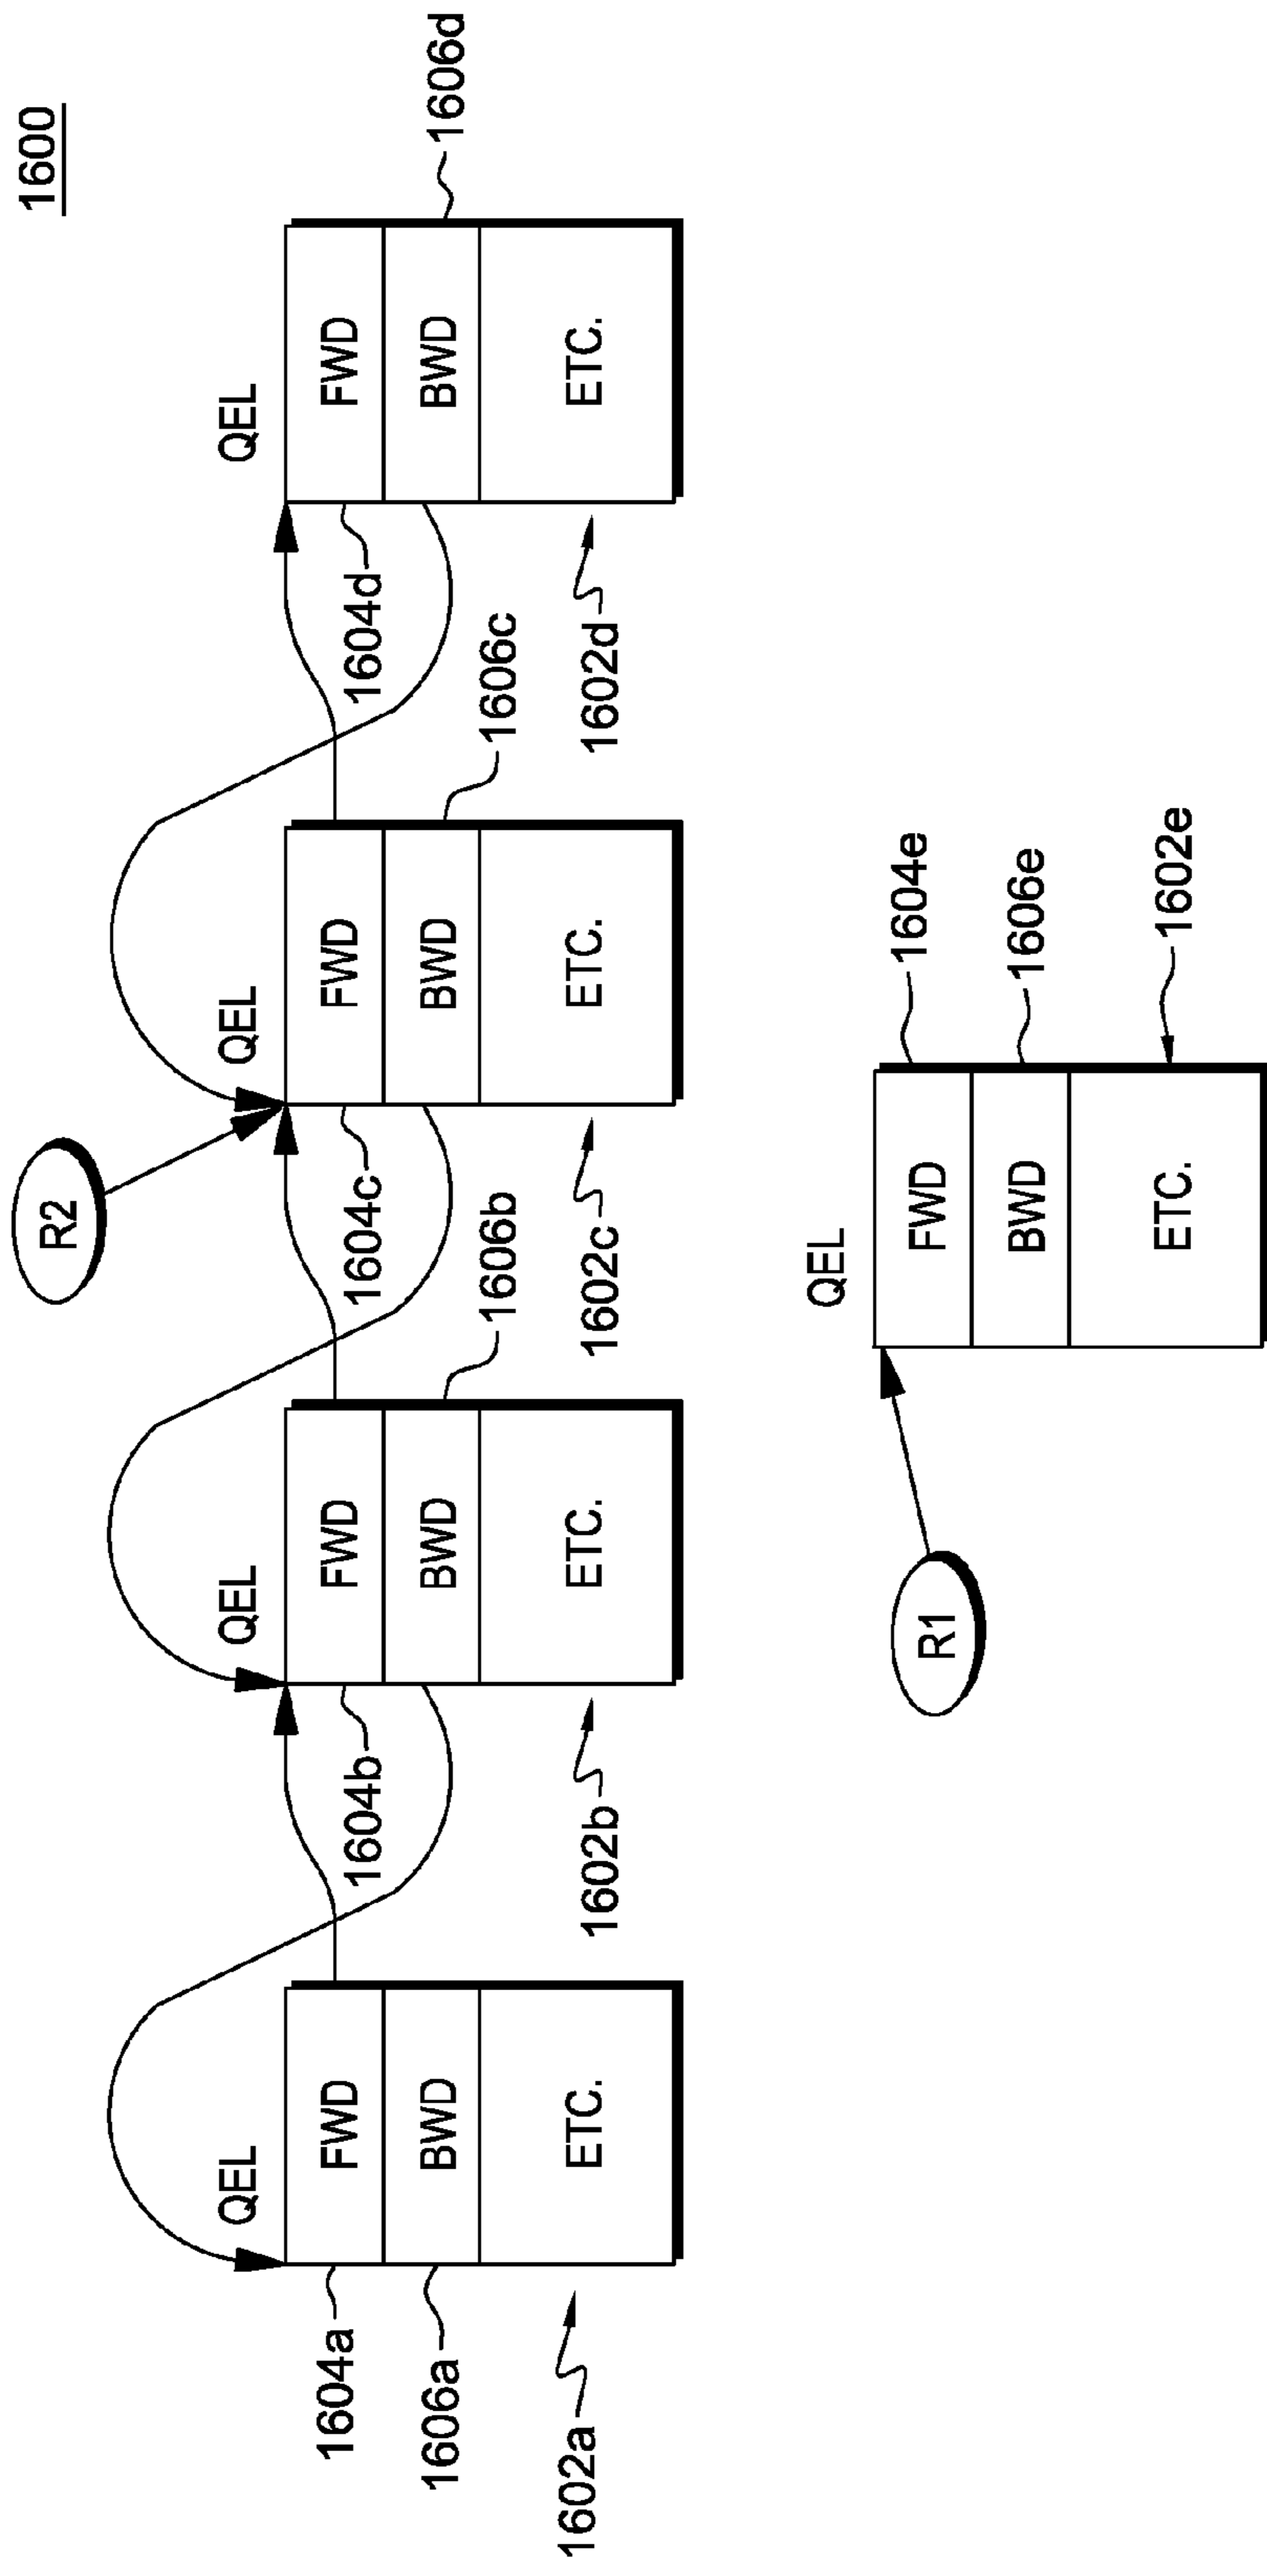 1600
R2
QEL
QEL
QEL
QEL
1604a
FWD
1604b
FWD
1604c
FWD
1604d
FWD
1606a
BWD
BWD
1606b
BWD
1606c
BWD
1606d
1602a
ETC.
1602b
ETC.
1602c
ETC.
1602d
ETC.
QEL
R1
FWD
1604e
BWD
1606e
ETC.
1602e